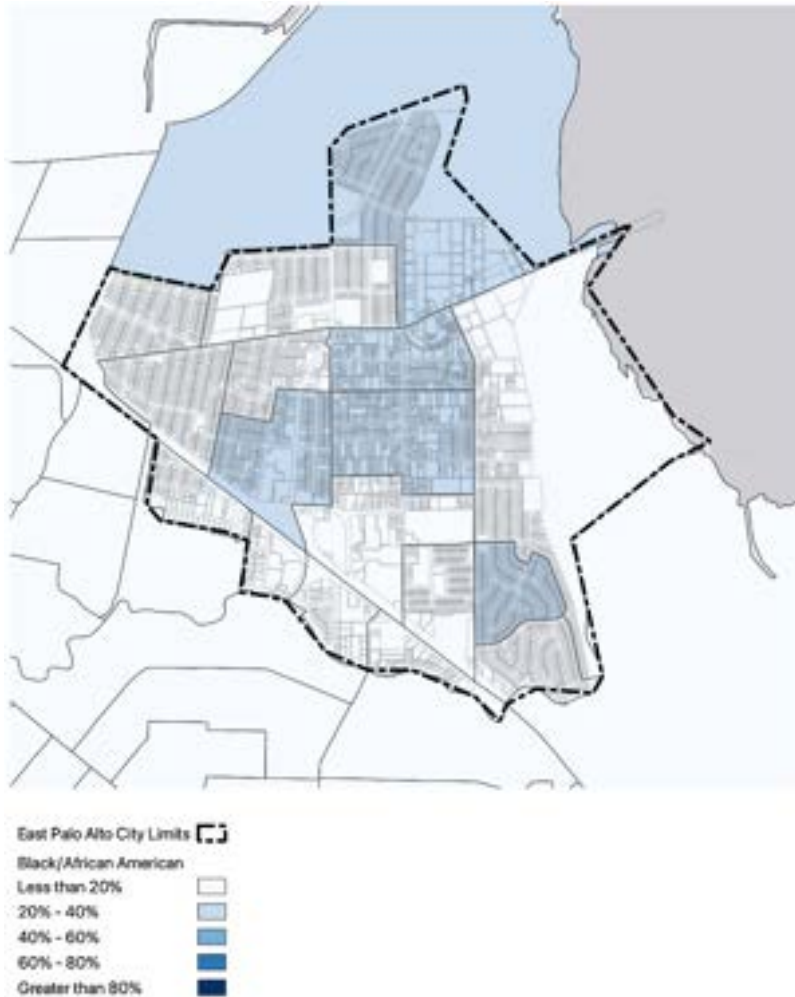 East Palo Alto City Limits
Black/African American
Less than 20%
20% - 40%
40% - 60%
60% - 80%
Greater than 80%